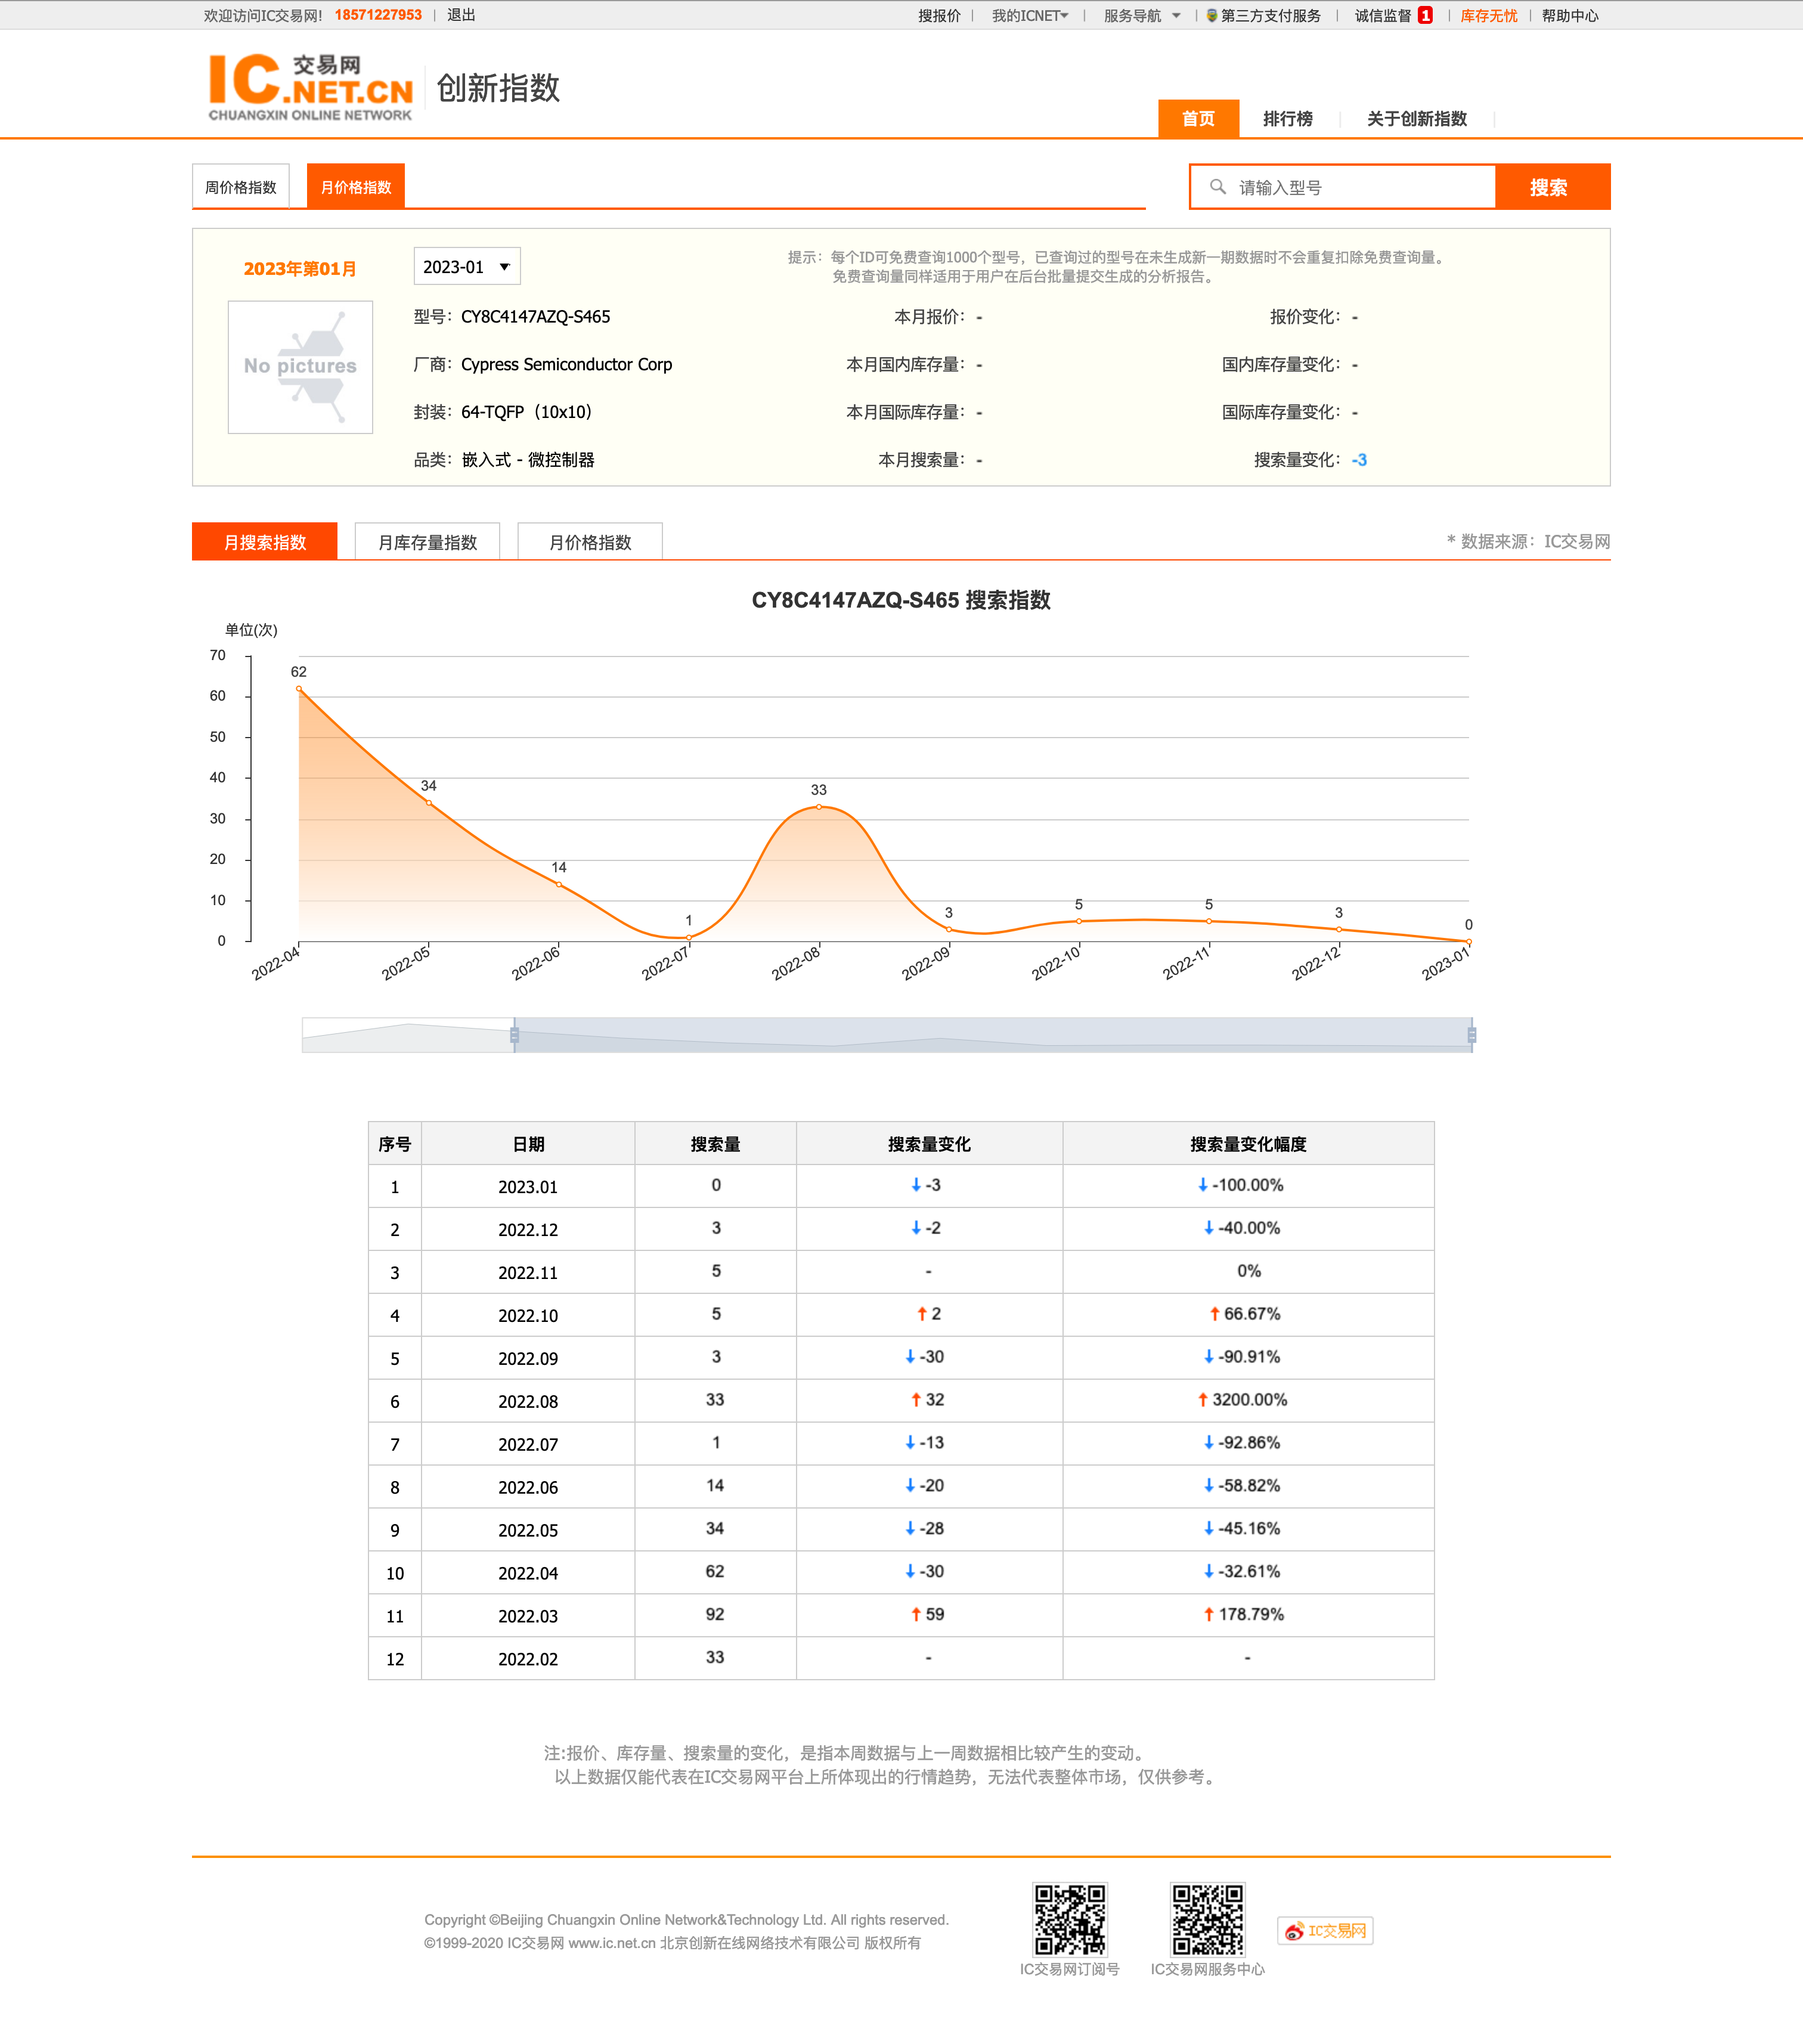 欢迎访问IC交易网! 18571227953 | 退出 搜报价 | 我的ICNET | 服务导航 | 第三方支付服务 | 诚信监督 1 | 库存无忧 | 帮助中心
IC交易网.NET.CN
CHUANGXIN ONLINE NETWORK
创新指数
首页 排行榜 关于创新指数
周价格指数 月价格指数 请输入型号 搜索
2023年第01月 2023-01 ▼
提示：每个ID可免费查询1000个型号，已查询过的型号在未生成新一期数据时不会重复扣除免费查询量。
免费查询量同样适用于用户在后台批量提交生成的分析报告。
No pictures
型号：CY8C4147AZQ-S465 本月报价：- 报价变化：-
厂商：Cypress Semiconductor Corp 本月国内库存量：- 国内库存量变化：-
封装：64-TQFP（10x10） 本月国际库存量：- 国际库存量变化：-
品类：嵌入式 - 微控制器 本月搜索量：- 搜索量变化：-3
月搜索指数 月库存量指数 月价格指数 * 数据来源：IC交易网
CY8C4147AZQ-S465 搜索指数
单位(次)
70
60
50
40
30
20
10
0
62 34 14 1 33 3 5 5 3 0
2022-04 2022-05 2022-06 2022-07 2022-08 2022-09 2022-10 2022-11 2022-12 2023-01
序号 日期 搜索量 搜索量变化 搜索量变化幅度
1 2023.01 0 ↓ -3 ↓ -100.00%
2 2022.12 3 ↓ -2 ↓ -40.00%
3 2022.11 5 - 0%
4 2022.10 5 ↑ 2 ↑ 66.67%
5 2022.09 3 ↓ -30 ↓ -90.91%
6 2022.08 33 ↑ 32 ↑ 3200.00%
7 2022.07 1 ↓ -13 ↓ -92.86%
8 2022.06 14 ↓ -20 ↓ -58.82%
9 2022.05 34 ↓ -28 ↓ -45.16%
10 2022.04 62 ↓ -30 ↓ -32.61%
11 2022.03 92 ↑ 59 ↑ 178.79%
12 2022.02 33 - -
注:报价、库存量、搜索量的变化，是指本周数据与上一周数据相比较产生的变动。
以上数据仅能代表在IC交易网平台上所体现出的行情趋势，无法代表整体市场，仅供参考。
Copyright ©Beijing Chuangxin Online Network&Technology Ltd. All rights reserved.
©1999-2020 IC交易网 www.ic.net.cn 北京创新在线网络技术有限公司 版权所有
IC交易网订阅号 IC交易网服务中心 IC交易网